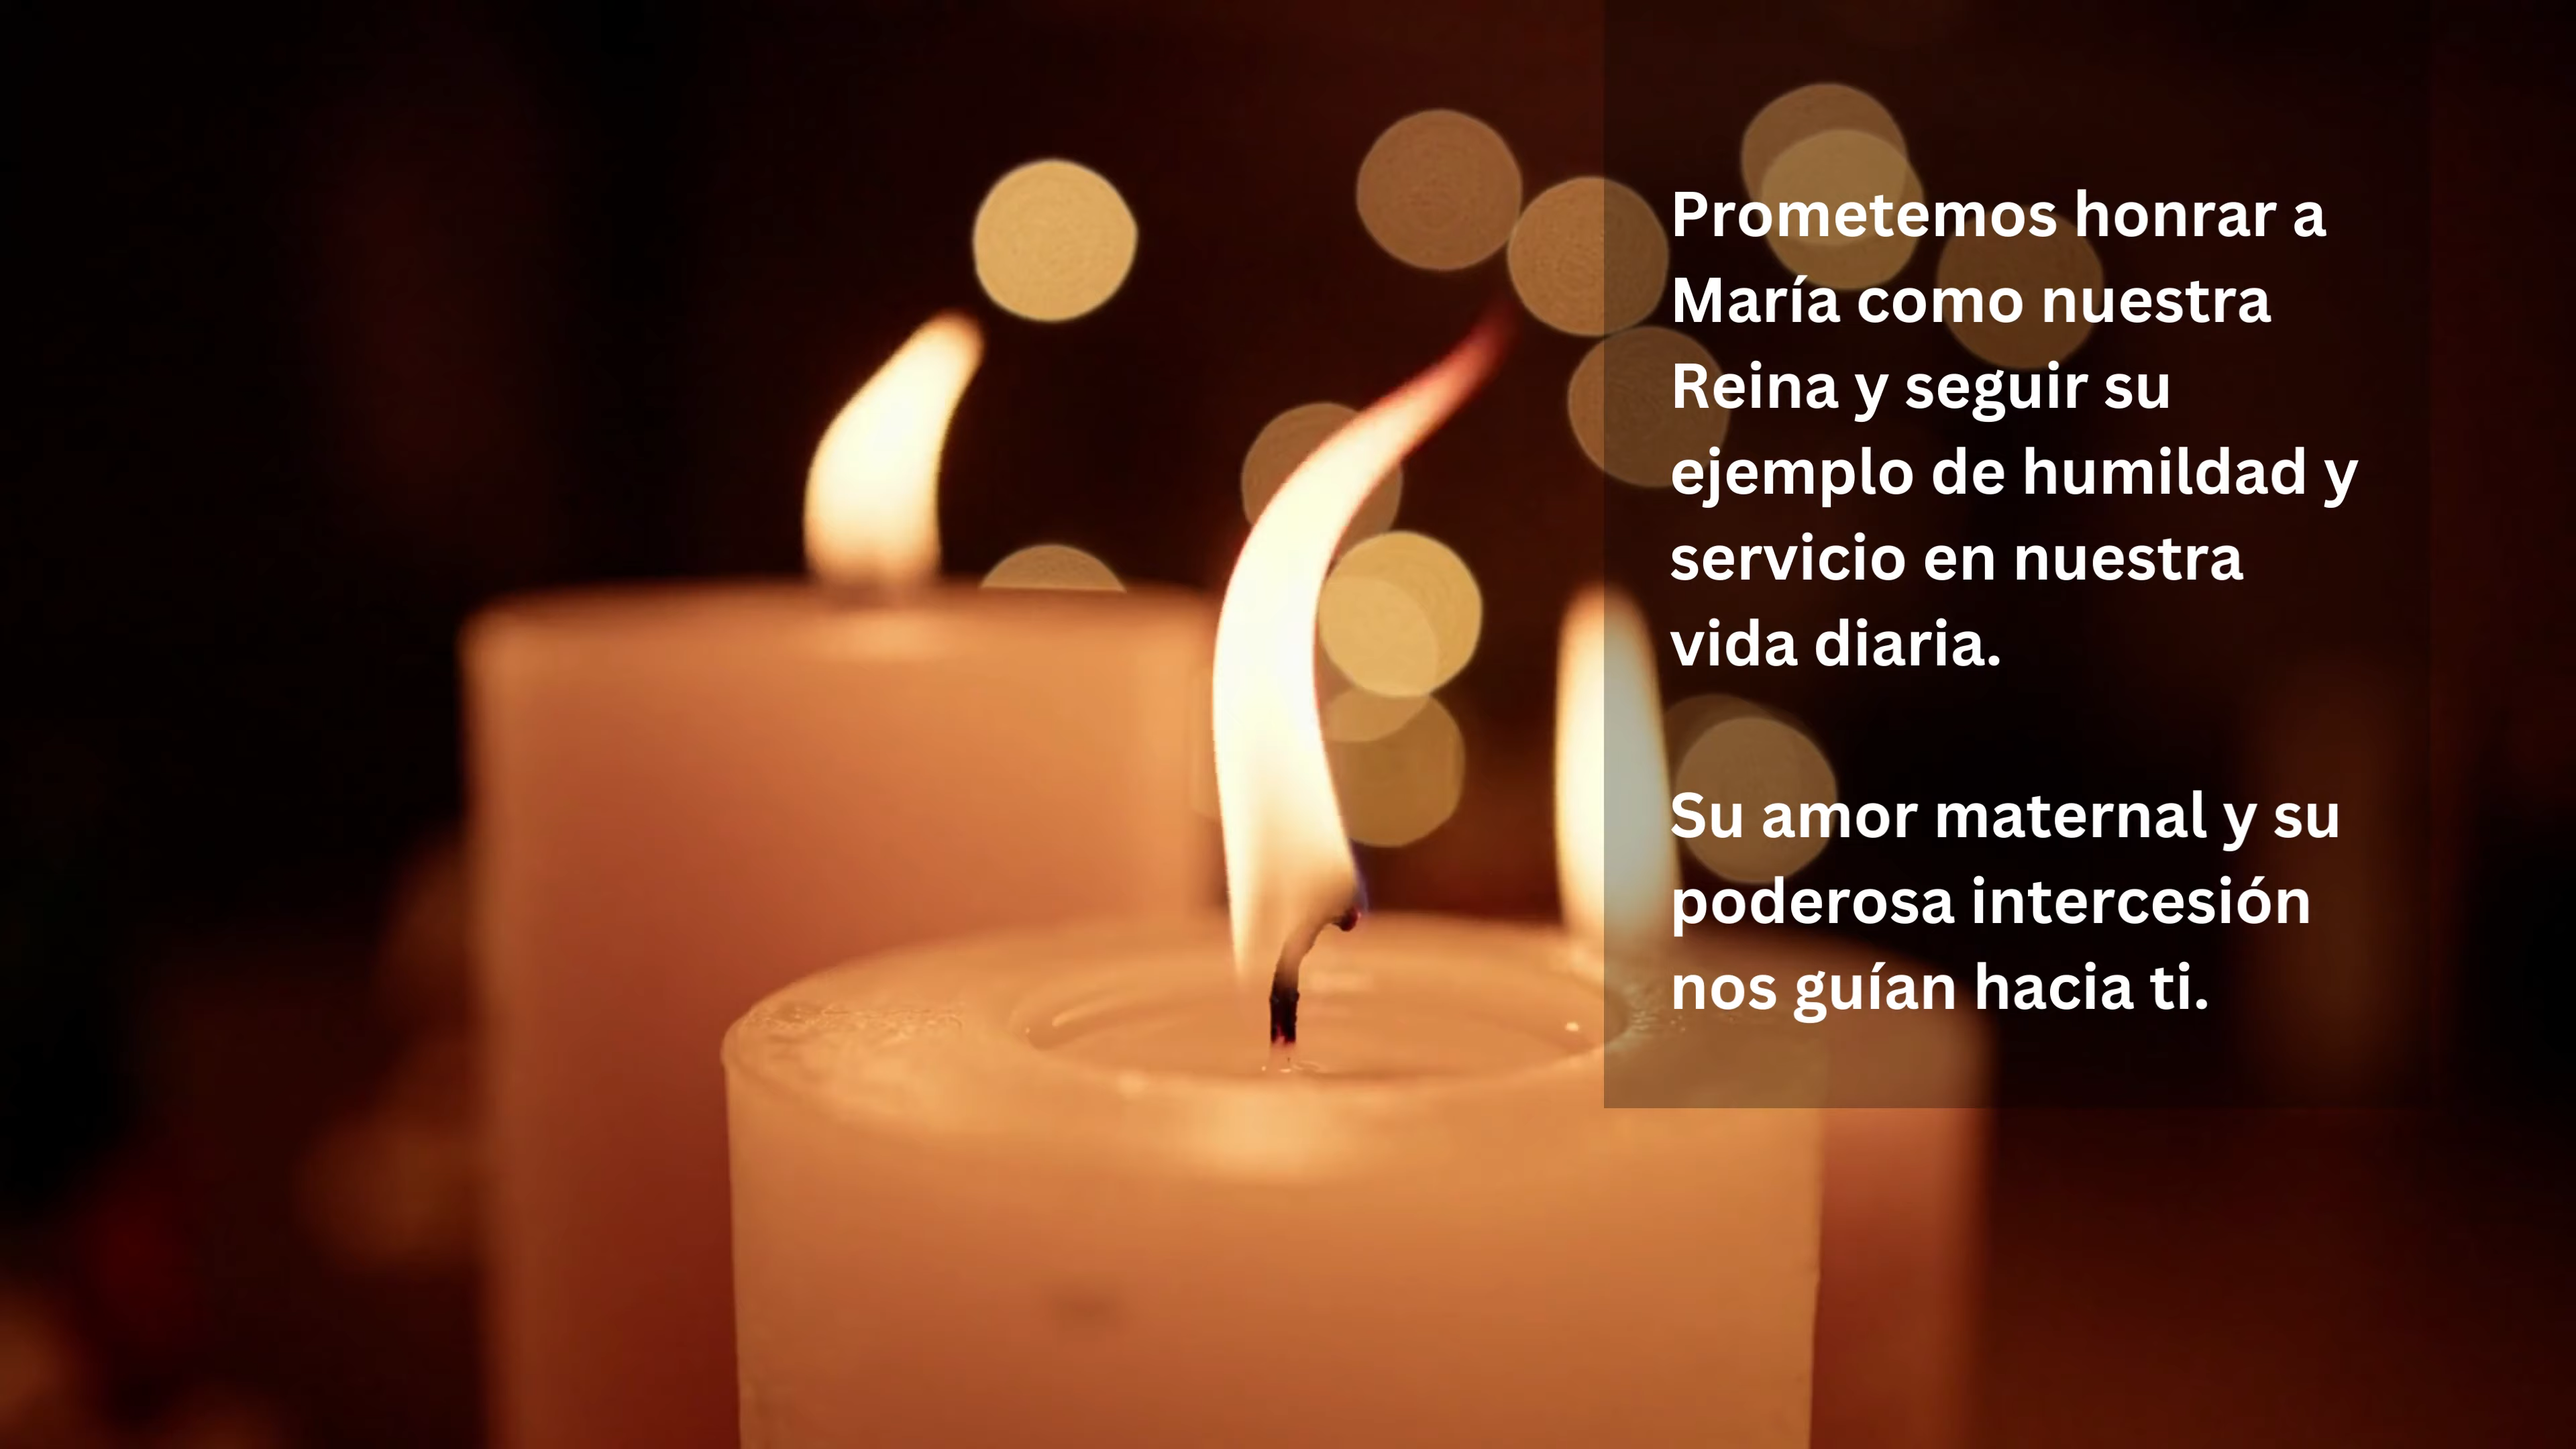 Prometemos honrar a
María como nuestra
Reina y seguir su
ejemplo de humildad y
servicio en nuestra
vida diaria.
Su amor maternal y su
poderosa intercesión
nos guían hacia ti.